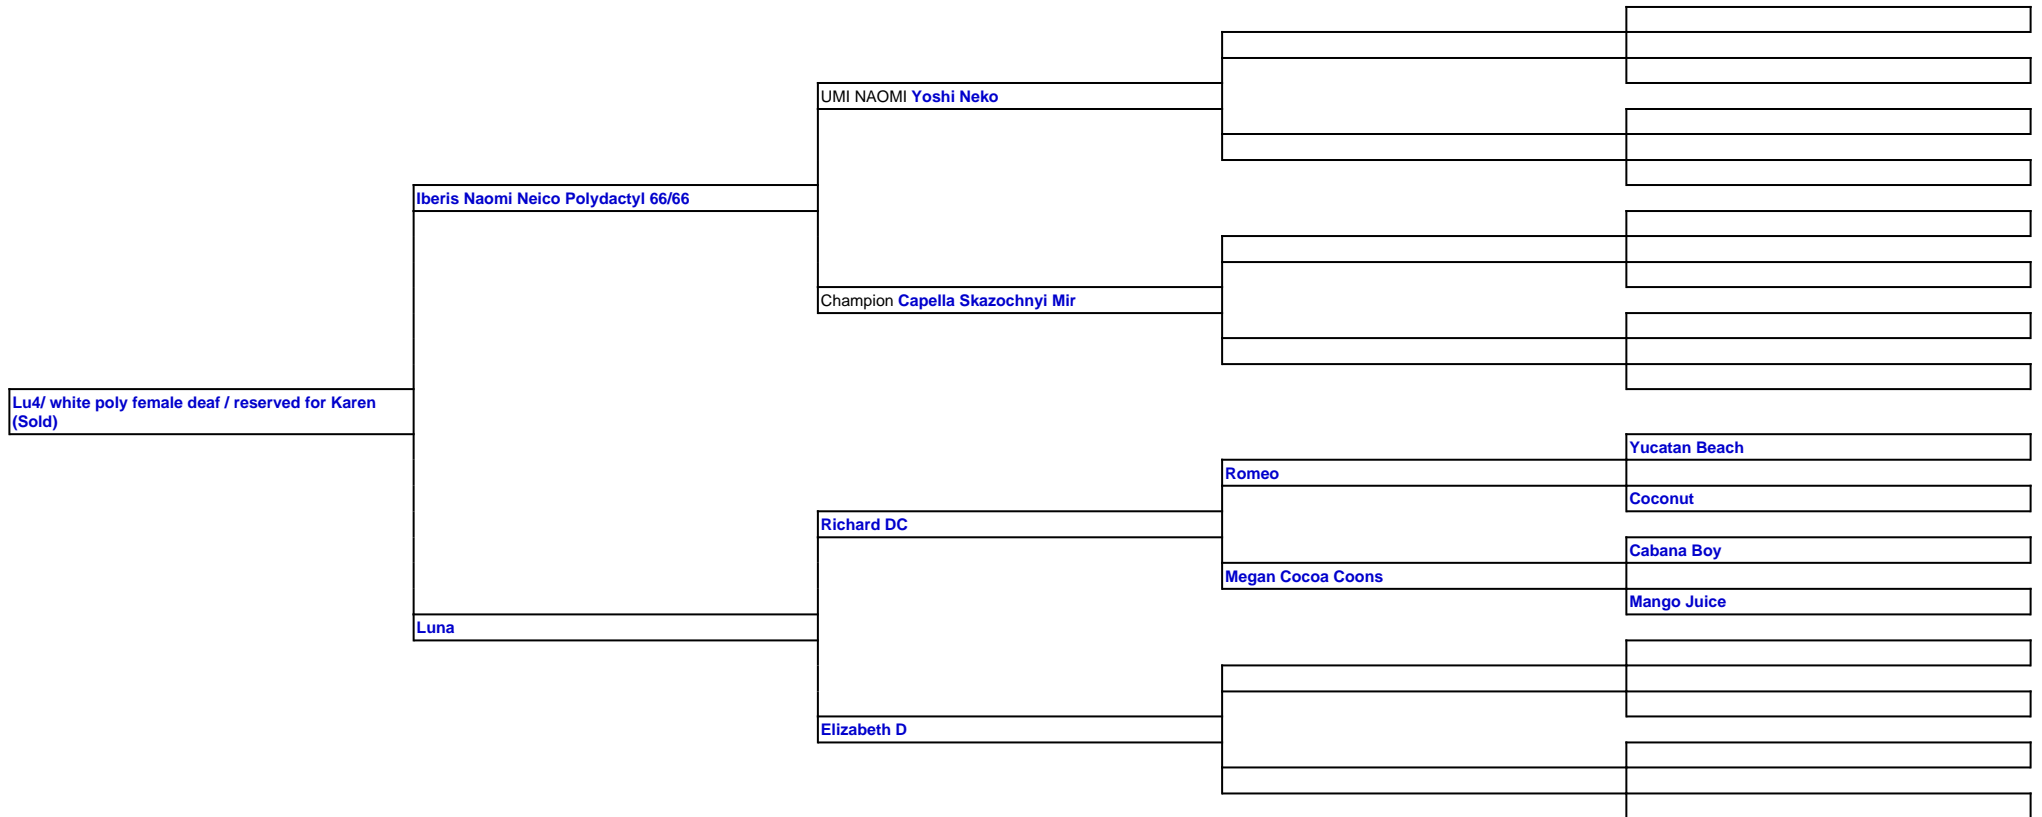 UMI NAOMI Yoshi Neko
Iberis Naomi Neico Polydactyl 66/66
Champion Capella Skazochnyi Mir
Lu4/ white poly female deaf / reserved for Karen
(Sold)
Yucatan Beach
Romeo
Coconut
Richard DC
Cabana Boy
Megan Cocoa Coons
Mango Juice
Luna
Elizabeth D